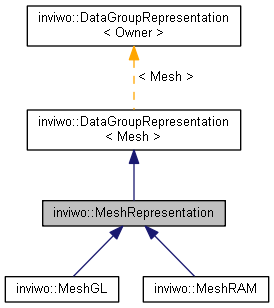 inviwo::DataGroupRepresentation
< Owner >
< Mesh >
inviwo::DataGroupRepresentation
< Mesh >
inviwo::MeshRepresentation
inviwo::MeshGL
inviwo::MeshRAM